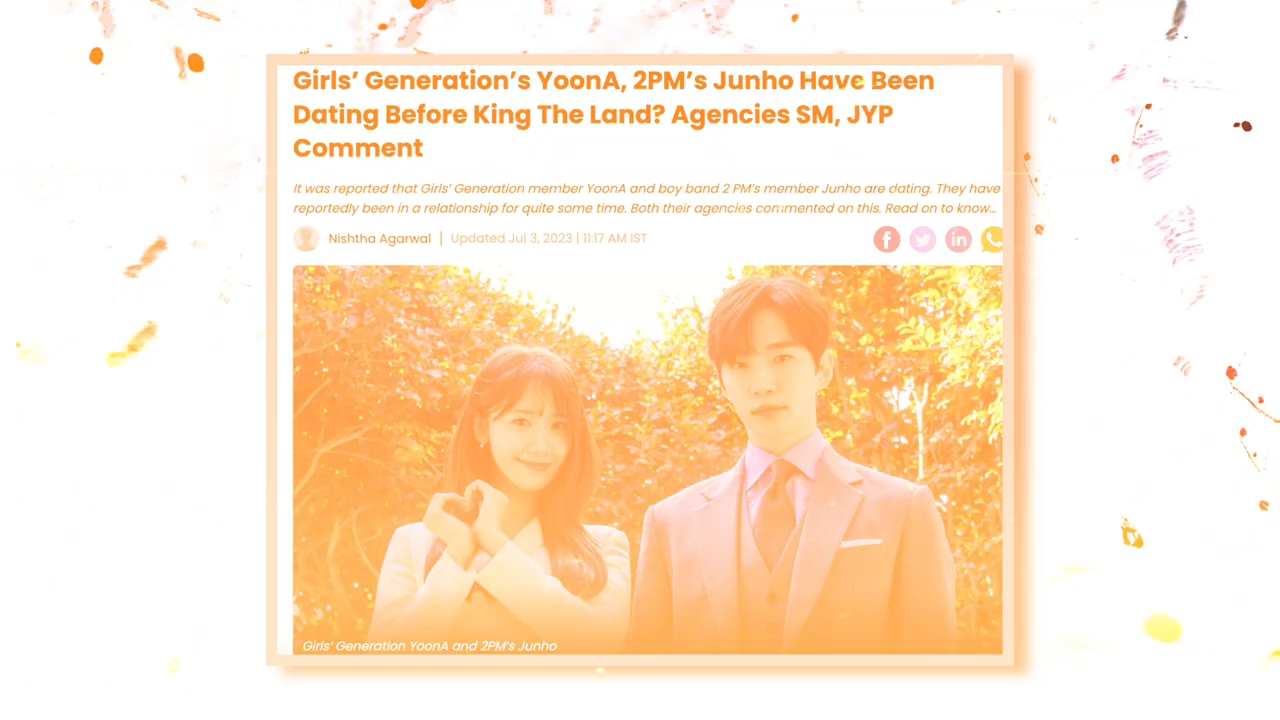 Girls’ Generation’s YoonA, 2PM’s Junho Have Been
Dating Before King The Land? Agencies SM, JYP
Comment
It was reported that Girls’ Generation member YoonA and boy band 2 PM’s member Junho are dating. They have
reportedly been in a relationship for quite some time. Both their agencies commented on this. Read on to know...
Nishtha Agarwal | Updated Jul 3, 2023 | 11:17 AM IST
Girls’ Generation YoonA and 2PM’s Junho